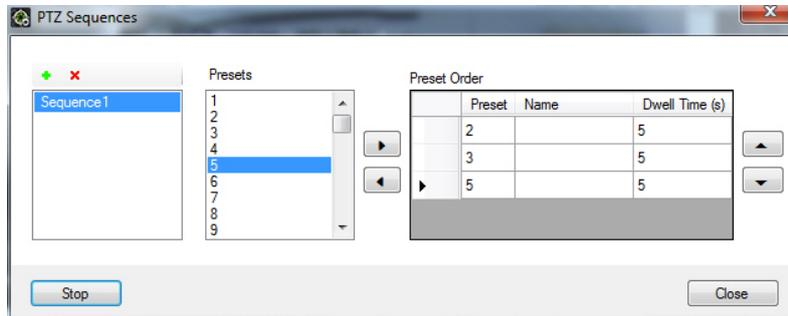 PTZ Sequences
Presets
Preset Order
Sequence1
1
2
3
4
5
6
7
8
9
Preset Name Dwell Time (s)
2 5
3 5
5 5
Stop
Close